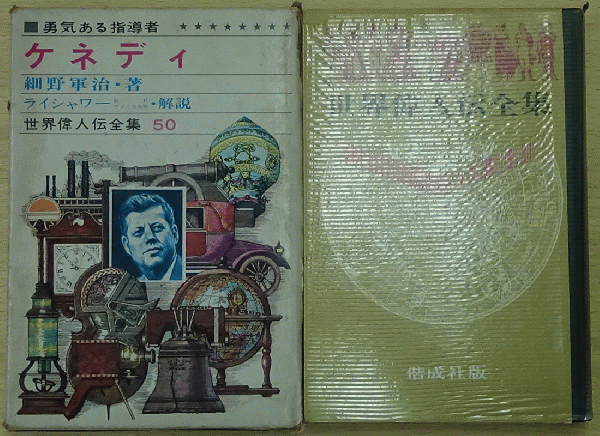 ■勇気ある指導者 ★★★★★★★★
ケネディ
細野軍治・著
ライシャワー ・解説
世界偉人伝全集 50
世界偉人伝全集
偕成社版